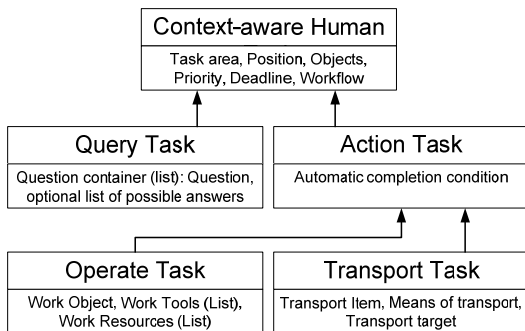 Context-aware Human
Task area, Position, Objects,
Priority, Deadline, Workflow
Query Task
Question container (list): Question,
optional list of possible answers
Action Task
Automatic completion condition
Operate Task
Work Object, Work Tools (List),
Work Resources (List)
Transport Task
Transport Item, Means of transport,
Transport target